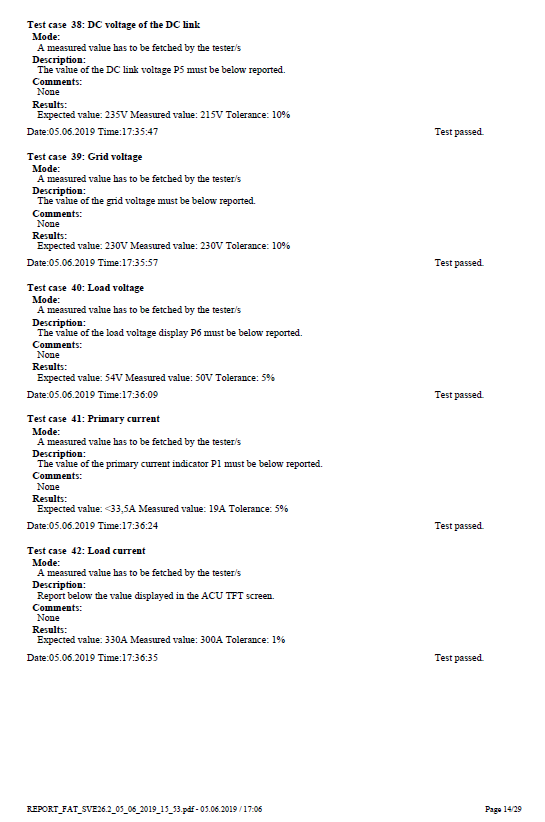 Test case 38: DC voltage of the DC link
Mode:
A measured value has to be fetched by the tester/s
Description:
The value of the DC link voltage P5 must be below reported.
Comments:
None
Results:
Expected value: 235V Measured value: 215V Tolerance: 10%
Date:05.06.2019 Time:17:35:47 Test passed.
Test case 39: Grid voltage
Mode:
A measured value has to be fetched by the tester/s
Description:
The value of the grid voltage must be below reported.
Comments:
None
Results:
Expected value: 230V Measured value: 230V Tolerance: 10%
Date:05.06.2019 Time:17:35:57 Test passed.
Test case 40: Load voltage
Mode:
A measured value has to be fetched by the tester/s
Description:
The value of the load voltage display P6 must be below reported.
Comments:
None
Results:
Expected value: 54V Measured value: 50V Tolerance: 5%
Date:05.06.2019 Time:17:36:09 Test passed.
Test case 41: Primary current
Mode:
A measured value has to be fetched by the tester/s
Description:
The value of the primary current indicator P1 must be below reported.
Comments:
None
Results:
Expected value: <33,5A Measured value: 19A Tolerance: 5%
Date:05.06.2019 Time:17:36:24 Test passed.
Test case 42: Load current
Mode:
A measured value has to be fetched by the tester/s
Description:
Report below the value displayed in the ACU TFT screen.
Comments:
None
Results:
Expected value: 330A Measured value: 300A Tolerance: 1%
Date:05.06.2019 Time:17:36:35 Test passed.
REPORT_FAT_SVE26.2_05_06_2019_15_53.pdf - 05.06.2019 / 17:06 Page 14/29